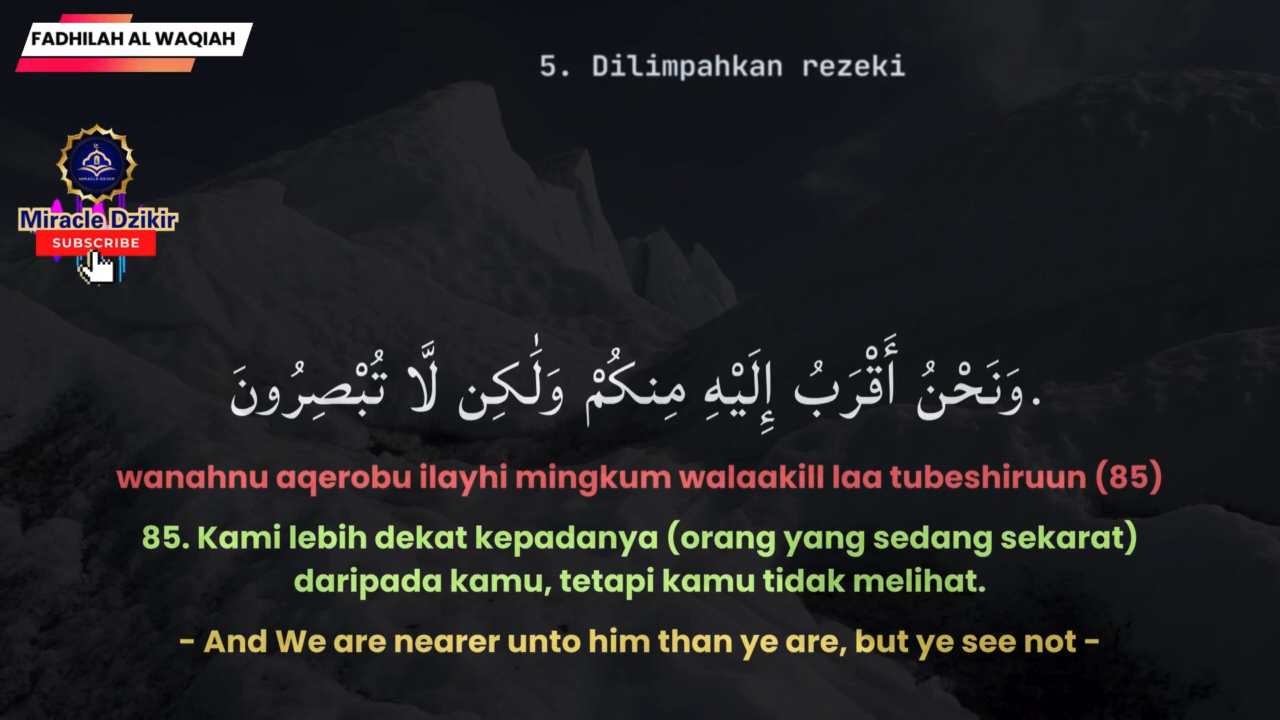 FADHILAH AL WAQIAH
5. Dilimpahkan rezeki
Miracle Dzikir
SUBSCRIBE
وَنَحْنُ أَقْرَبُ إِلَيْهِ مِنكُمْ وَلَٰكِن لَّا تُبْصِرُونَ.
wanahnu aqerobu ilayhi mingkum walaakill laa tubeshiruun (85)
85. Kami lebih dekat kepadanya (orang yang sedang sekarat)
daripada kamu, tetapi kamu tidak melihat.
- And We are nearer unto him than ye are, but ye see not -